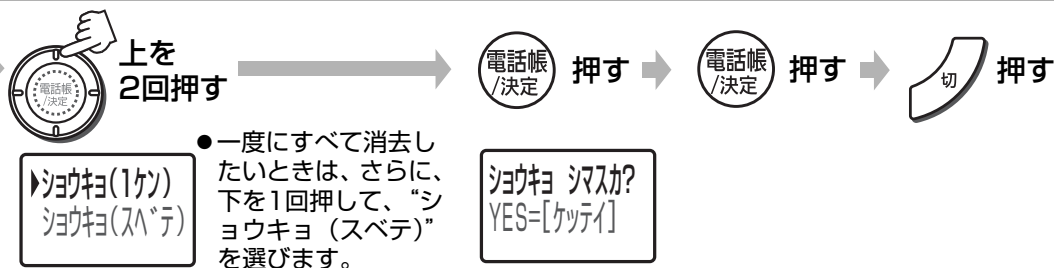 電話帳
/決定
上を
2回押す
電話帳
/決定
押す
電話帳
/決定
押す
切
押す
▶ショウキョ(1ケン)
ショウキョ(スベテ)
●一度にすべて消去し
たいときは、さらに、
下を1回押して、“シ
ョウキョ（スベテ）”
を選びます。
ショウキョ シマスカ?
YES=[ケッテイ]